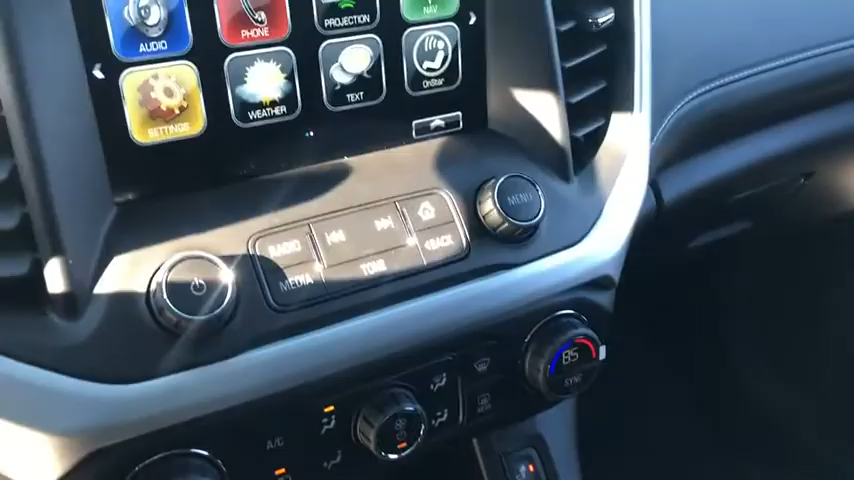 AUDIO
PHONE
PROJECTION
NAV
SETTINGS
WEATHER
TEXT
OnStar
MENU
RADIO
MEDIA
TONE
BACK
85
SYNC
A/C